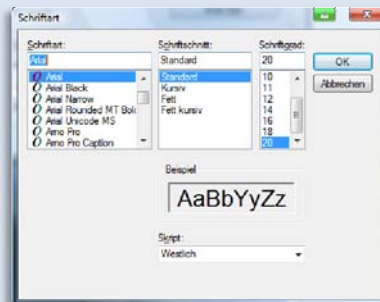 Schriftart
Schriftart: Schriftschnitt: Schriftgrad:
Arial Standard 20 OK
Arial Standard 10 Abbrechen
Arial Black Kursiv 11
Arial Narrow Fett 12
Arial Rounded MT Bold Fett kursiv 14
Arial Unicode MS 16
Arno Pro 18
Arno Pro Caption 20
Beispiel
AaBbYyZz
Skript:
Westlich